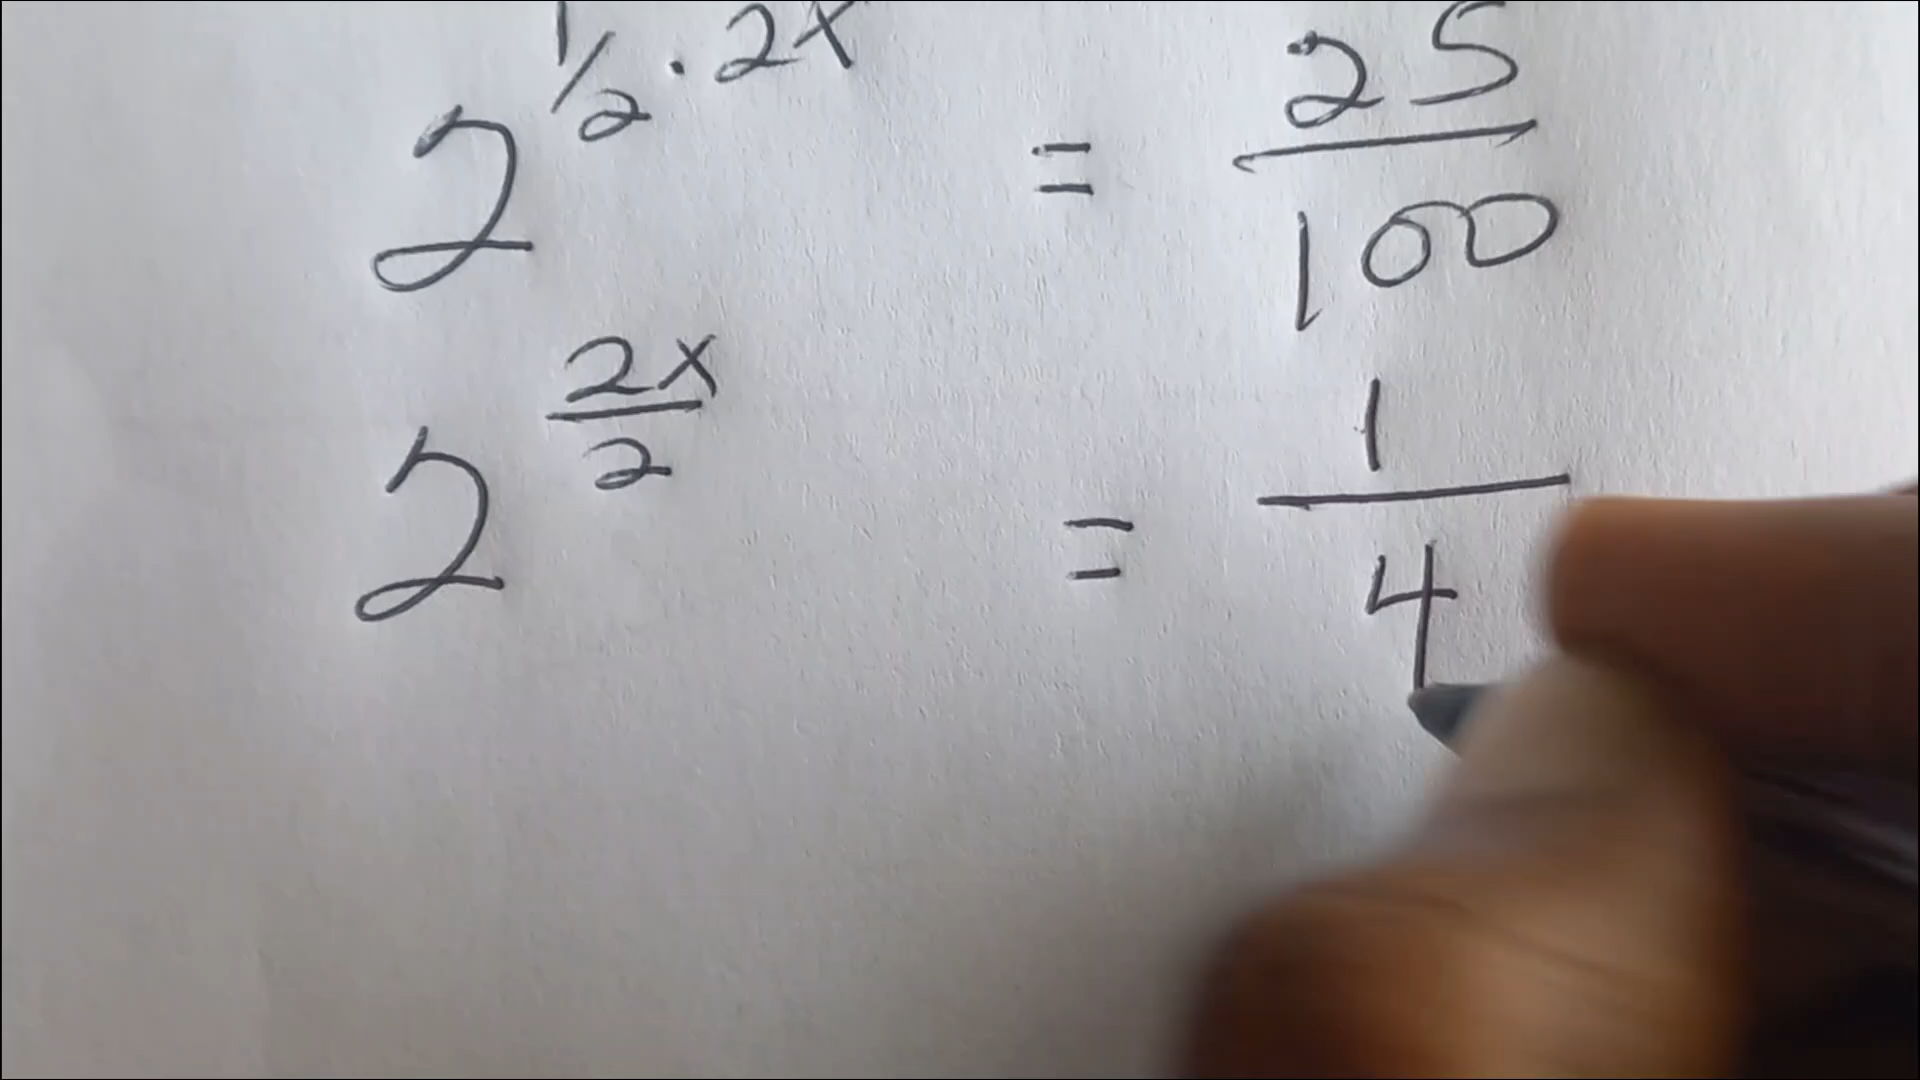 2^{1/2 · 2x} = 25/100
2^{2x/2} = 1/4